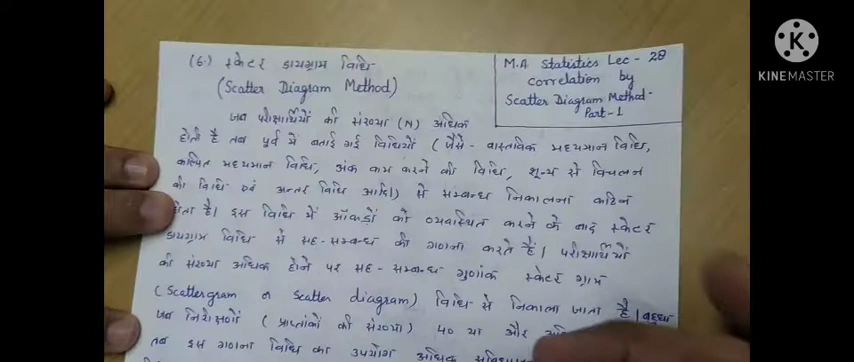 (6.) स्केटर डायग्राम विधि
(Scatter Diagram Method)
M.A Statistics Lec - 28
correlation by
Scatter Diagram Method-
Part-1
KINEMASTER
जब परीक्षार्थियों की संख्या (N) अधिक
होती है तब पूर्व में बताई गई विधियों (जैसे - वास्तविक मध्यमान विधि,
कल्पित मध्यमान विधि, अंक कम करने की विधि, शून्य से विचलन
की विधि एवं अन्तर विधि आदि) से सम्बन्ध निकालना कठिन
होता है। इस विधि में आँकड़ों को व्यवस्थित करने के बाद स्केटर
डायग्राम विधि से सह-सम्बन्ध की गणना करते हैं। परीक्षार्थियों
की संख्या अधिक होने पर सह-सम्बन्ध गुणांक स्केटर ग्राम
(Scattergram or Scatter diagram) विधि से निकाला जाता है।
जब निरीक्षणों (प्राप्तांकों की संख्या) 40 या और
तब इस गणना विधि का उपयोग अधिक